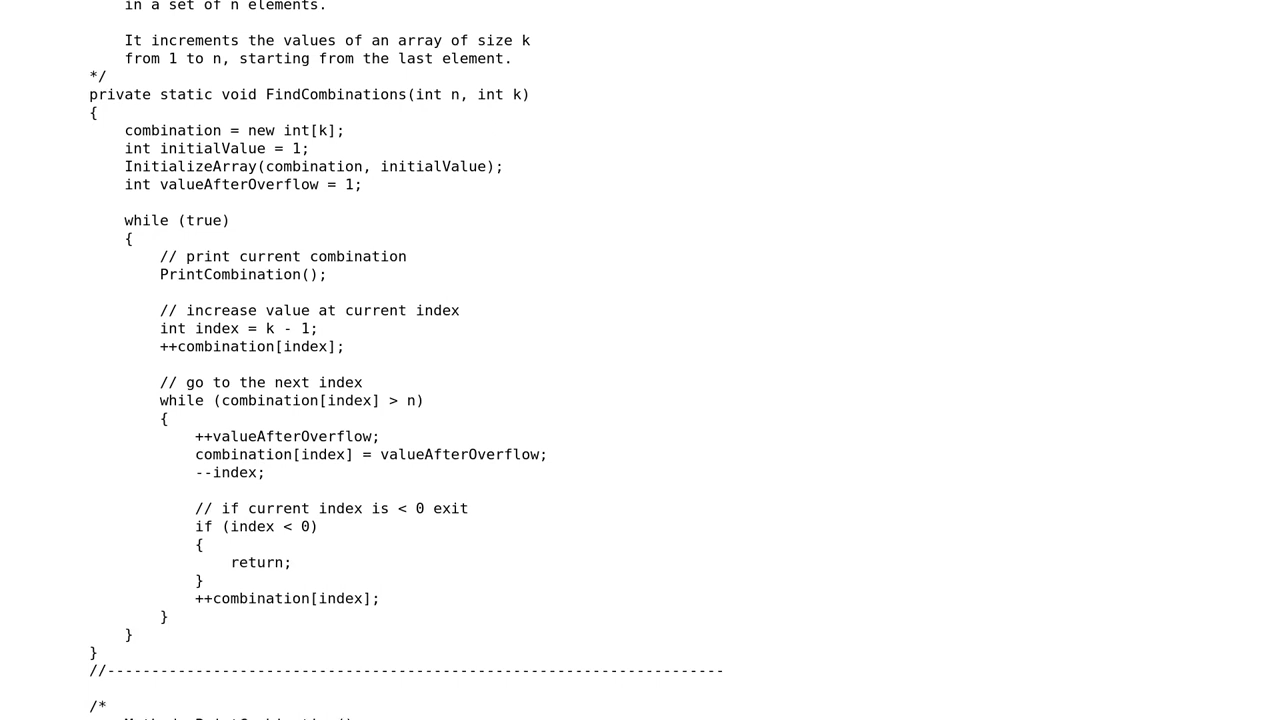 in a set of n elements.
It increments the values of an array of size k
from 1 to n, starting from the last element.
*/
private static void FindCombinations(int n, int k)
{
combination = new int[k];
int initialValue = 1;
InitializeArray(combination, initialValue);
int valueAfterOverflow = 1;
while (true)
{
// print current combination
PrintCombination();
// increase value at current index
int index = k - 1;
++combination[index];
// go to the next index
while (combination[index] > n)
{
++valueAfterOverflow;
combination[index] = valueAfterOverflow;
--index;
// if current index is < 0 exit
if (index < 0)
{
return;
}
++combination[index];
}
}
}
//----------------------------------------------------------------------
/*